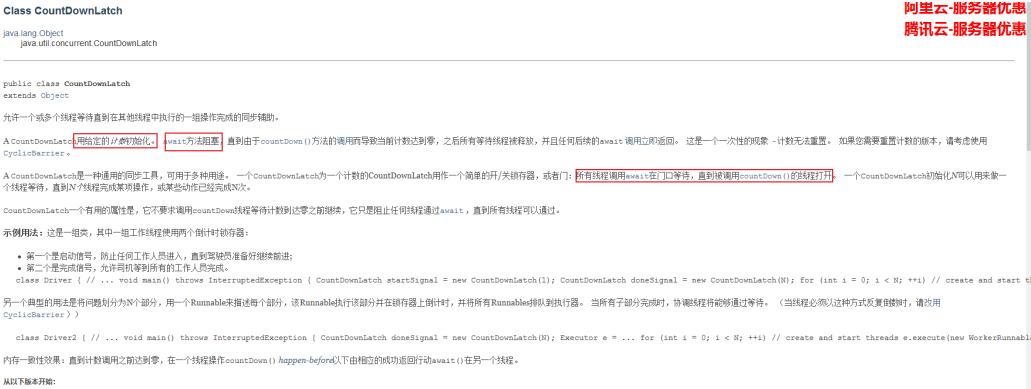 Class CountDownLatch
阿里云-服务器优惠
腾讯云-服务器优惠
java.lang.Object
java.util.concurrent.CountDownLatch
public class CountDownLatch
extends Object
允许一个或多个线程等待直到在其他线程中执行的一组操作完成的同步辅助。
A CountDownLatch用给定的计数初始化。 await方法阻塞，直到由于countDown()方法的调用而导致当前计数达到零，之后所有等待线程被释放，并且任何后续的await 调用立即返回。 这是一个一次性的现象 - 计数无法重置。 如果您需要重置计数的版本，请考虑使用
CyclicBarrier 。
A CountDownLatch是一种通用的同步工具，可用于多种用途。 一个CountDownLatch为一个计数的CountDownLatch用作一个简单的开/关锁存器，或者门：所有线程调用await在门口等待，直到被调用countDown()的线程打开。 一个CountDownLatch初始化N可以用来做一
个线程等待，直到N个线程完成某项操作，或某些动作已经完成N次。
CountDownLatch一个有用的属性是，它不要求调用countDown线程等待计数到达零之前继续，它只是阻止任何线程通过await ，直到所有线程可以通过。
示例用法：这是一组类，其中一组工作线程使用两个倒计时锁存器：
• 第一个是启动信号，防止任何工作人员进入，直到驾驶员准备好继续前进;
• 第二个是完成信号，允许司机等到所有的工作人员完成。
class Driver { // ... void main() throws InterruptedException { CountDownLatch startSignal = new CountDownLatch(1); CountDownLatch doneSignal = new CountDownLatch(N); for (int i = 0; i < N; ++i) // create and start th
另一个典型的用法是将问题划分为N个部分，用一个Runnable来描述每个部分，该Runnable执行该部分并在锁存器上倒计时，并将所有Runnables排队到执行器。 当所有子部分完成时，协调线程将能够通过等待。 （当线程必须以这种方式反复倒数时，请改用
CyclicBarrier ））
class Driver2 { // ... void main() throws InterruptedException { CountDownLatch doneSignal = new CountDownLatch(N); Executor e = ... for (int i = 0; i < N; ++i) // create and start threads e.execute(new WorkerRunnabl
内存一致性效果：直到计数调用之前达到零，在一个线程操作countDown() happen-before以下由相应的成功返回行动await()在另一个线程。
从以下版本开始: